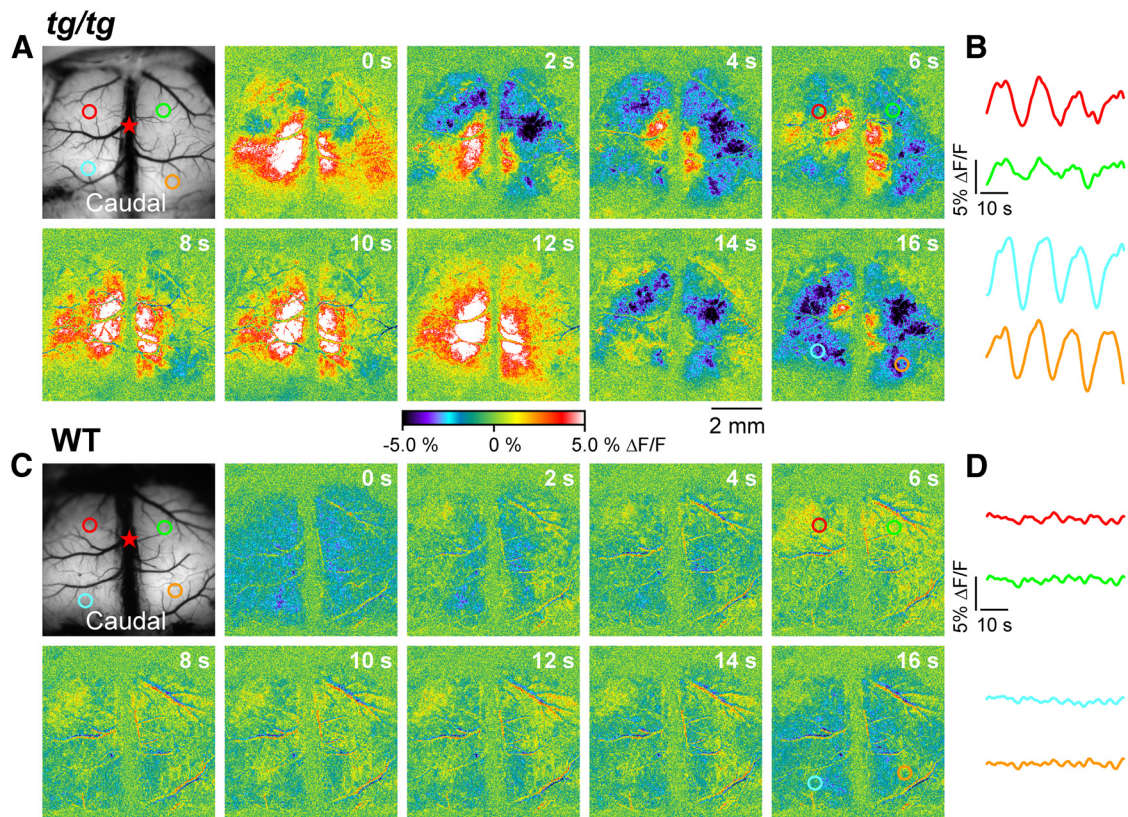 tg/tg
A
0 s
2 s
4 s
6 s
Caudal
B
5% ΔF/F
10 s
8 s
10 s
12 s
14 s
16 s
-5.0 %
0 %
5.0 % ΔF/F
2 mm
WT
C
0 s
2 s
4 s
6 s
Caudal
D
5% ΔF/F
10 s
8 s
10 s
12 s
14 s
16 s